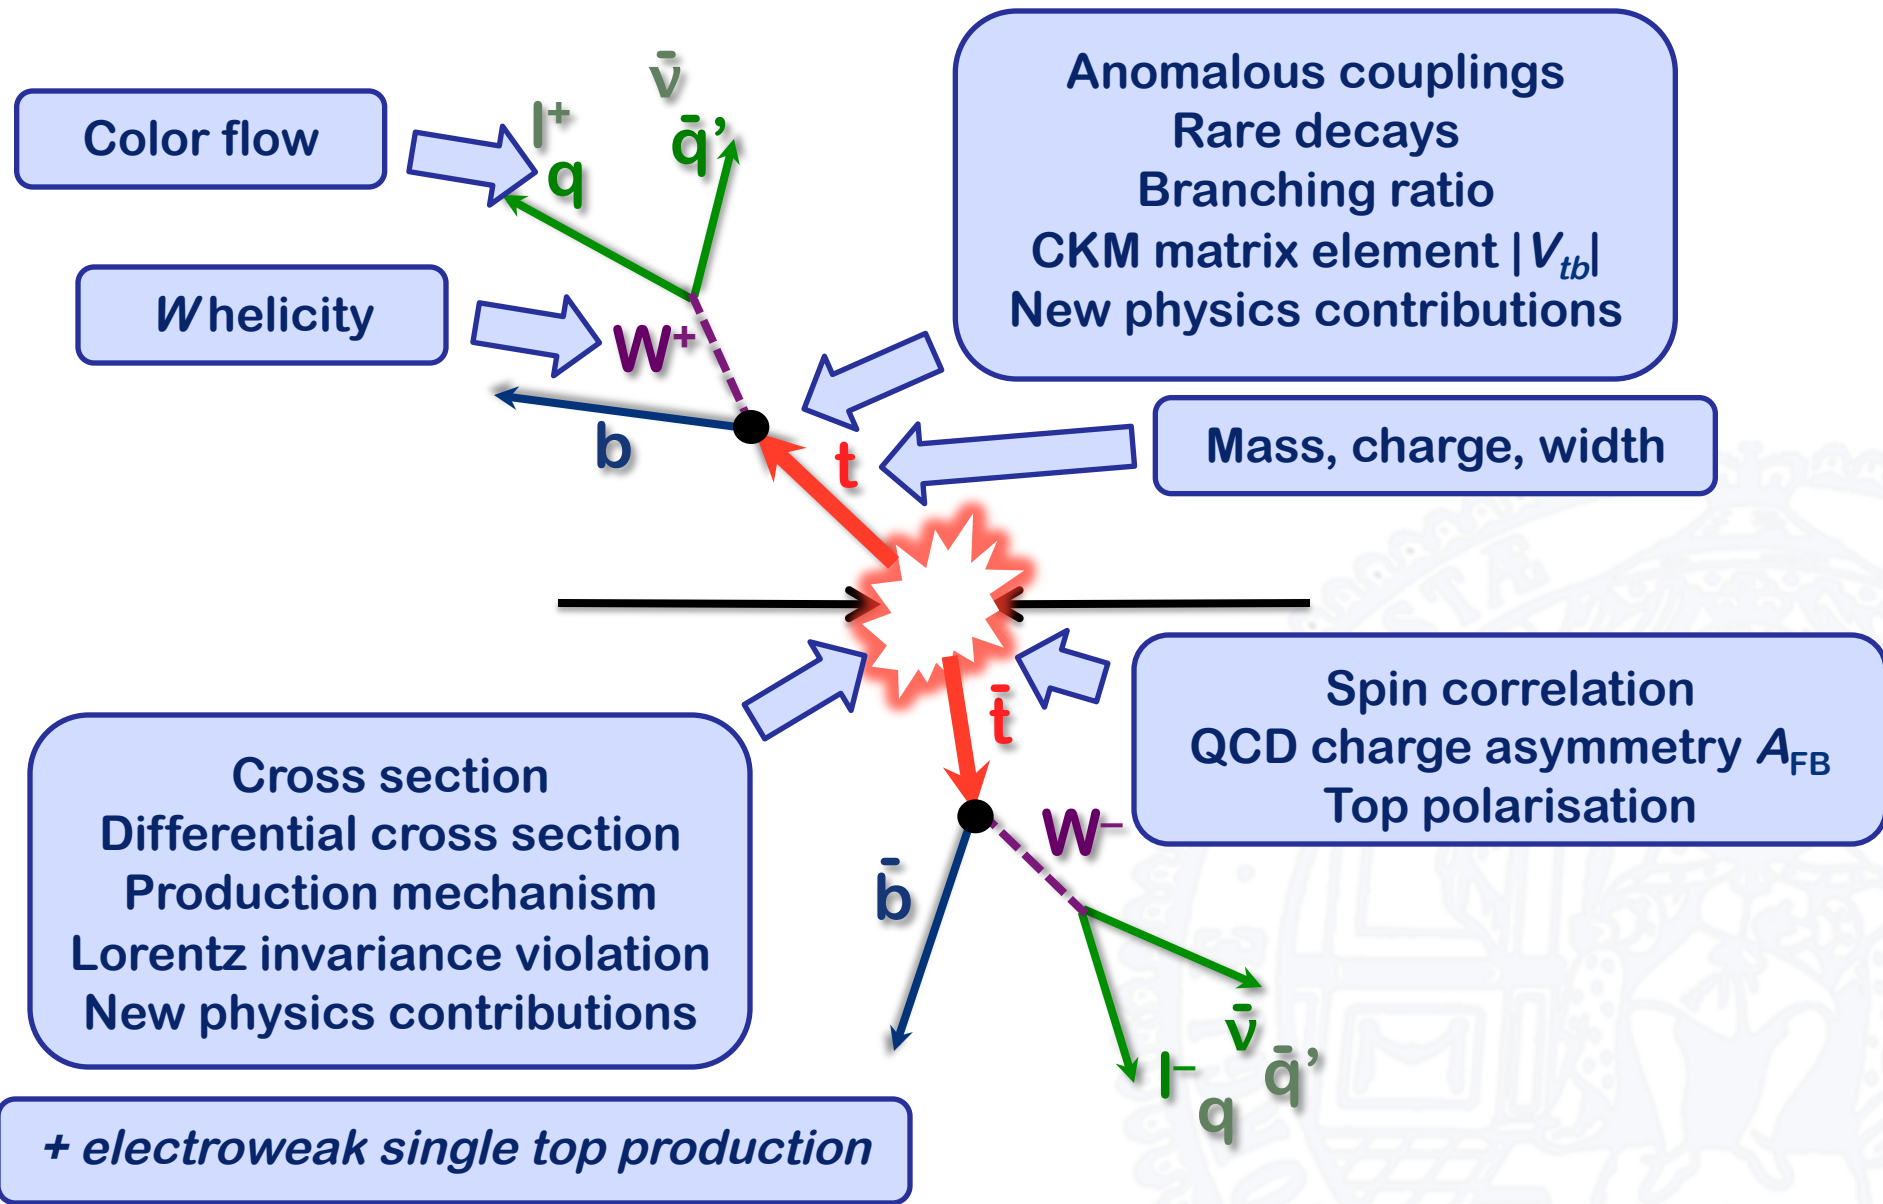 Color flow
W helicity
l⁺
ν̄
q
q̄’
W⁺
b
t
Anomalous couplings
Rare decays
Branching ratio
CKM matrix element |V_tb|
New physics contributions
Mass, charge, width
Spin correlation
QCD charge asymmetry A_FB
Top polarisation
t̄
W⁻
b̄
ν̄
l⁻
q̄’
q
Cross section
Differential cross section
Production mechanism
Lorentz invariance violation
New physics contributions
+ electroweak single top production